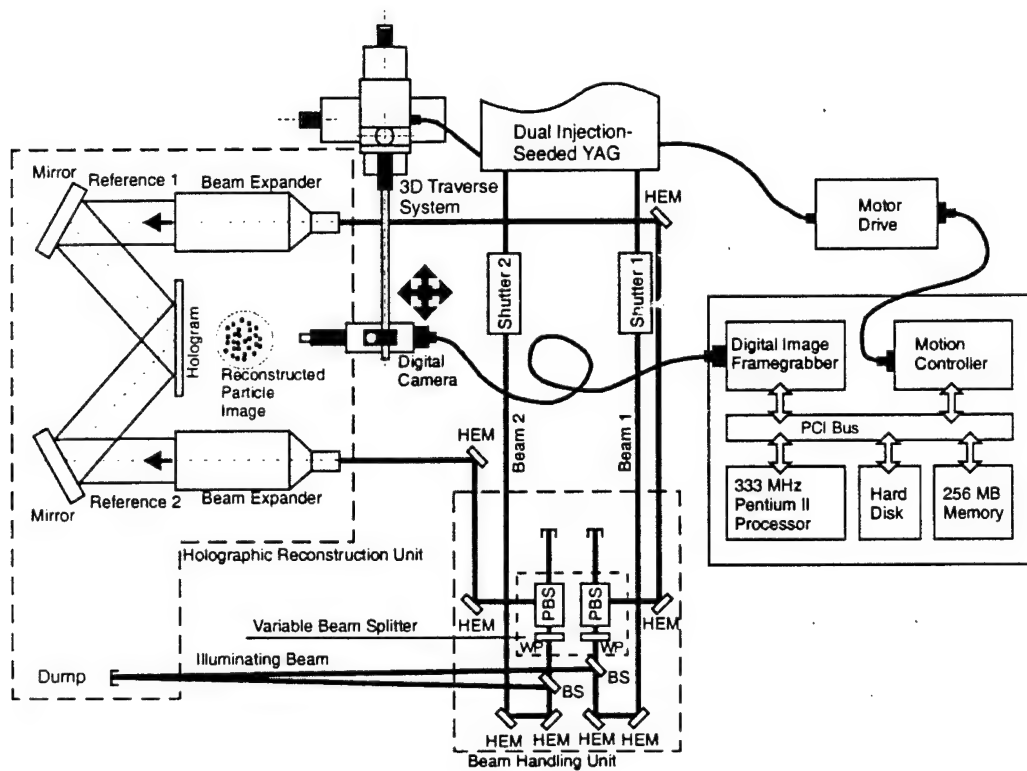 Dual Injection-
Seeded YAG
Mirror
Reference 1
Beam Expander
3D Traverse
System
HEM
Motor
Drive
Shutter 2
Shutter 1
Hologram
Reconstructed
Particle
Image
Digital
Camera
Digital Image
Framegrabber
Motion
Controller
PCI Bus
333 MHz
Pentium II
Processor
Hard
Disk
256 MB
Memory
Beam 2
Beam 1
HEM
Mirror
Reference 2
Beam Expander
Holographic Reconstruction Unit
PBS
PBS
HEM
HEM
Variable Beam Splitter
WP
WP
Illuminating Beam
Dump
BS
BS
HEM
HEM
HEM
HEM
Beam Handling Unit